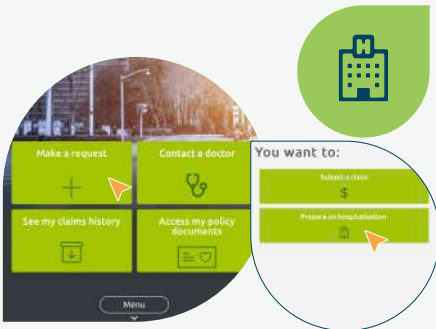 Make a request
Contact a doctor
See my claims history
Access my policy
documents
Menu
You want to:
Submit a claim
$
Prepare an hospitalisation
H